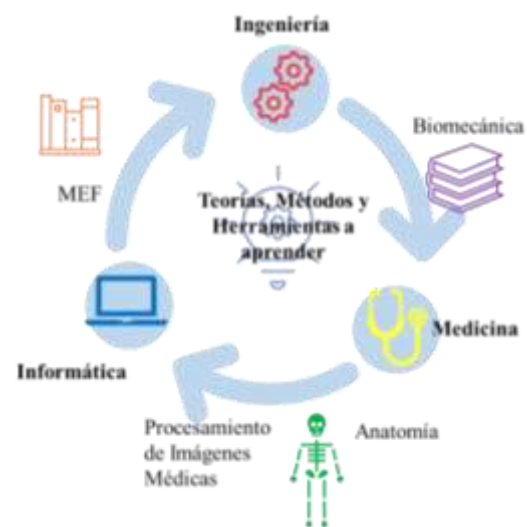 Ingeniería
Biomecánica
MEF
Teorías, Métodos y
Herramientas a
aprender
Medicina
Informática
Procesamiento
de Imágenes
Médicas
Anatomía